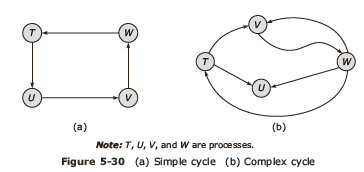 T
W
U
V
V
T
U
W
(a)
(b)
Note: T, U, V, and W are processes.
Figure 5-30 (a) Simple cycle (b) Complex cycle